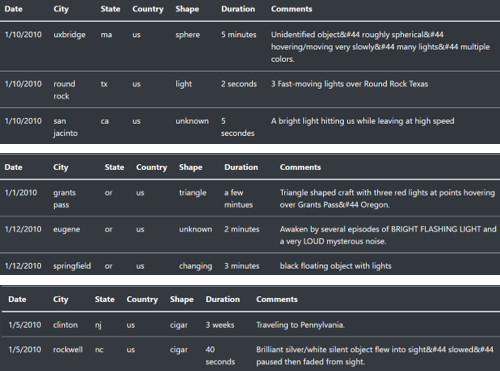 Date City State Country Shape Duration Comments
1/10/2010 uxbridge ma us sphere 5 minutes Unidentified object&#44 roughly spherical&#44
hovering/moving very slowly&#44 many lights&#44 multiple
colors.
1/10/2010 round tx us light 2 seconds 3 Fast-moving lights over Round Rock Texas
rock
1/10/2010 san ca us unknown 5 A bright light hitting us while leaving at high speed
jacinto secondes
Date City State Country Shape Duration Comments
1/1/2010 grants or us triangle a few Triangle shaped craft with three red lights at points hovering
pass mintues over Grants Pass&#44 Oregon.
1/12/2010 eugene or us unknown 2 minutes Awaken by several episodes of BRIGHT FLASHING LIGHT and
a very LOUD mysterous noise.
1/12/2010 springfield or us changing 3 minutes black floating object with lights
Date City State Country Shape Duration Comments
1/5/2010 clinton nj us cigar 3 weeks Traveling to Pennylvania.
1/5/2010 rockwell nc us cigar 40 Brilliant silver/white silent object flew into sight&#44 slowed&#44
seconds paused then faded from sight.